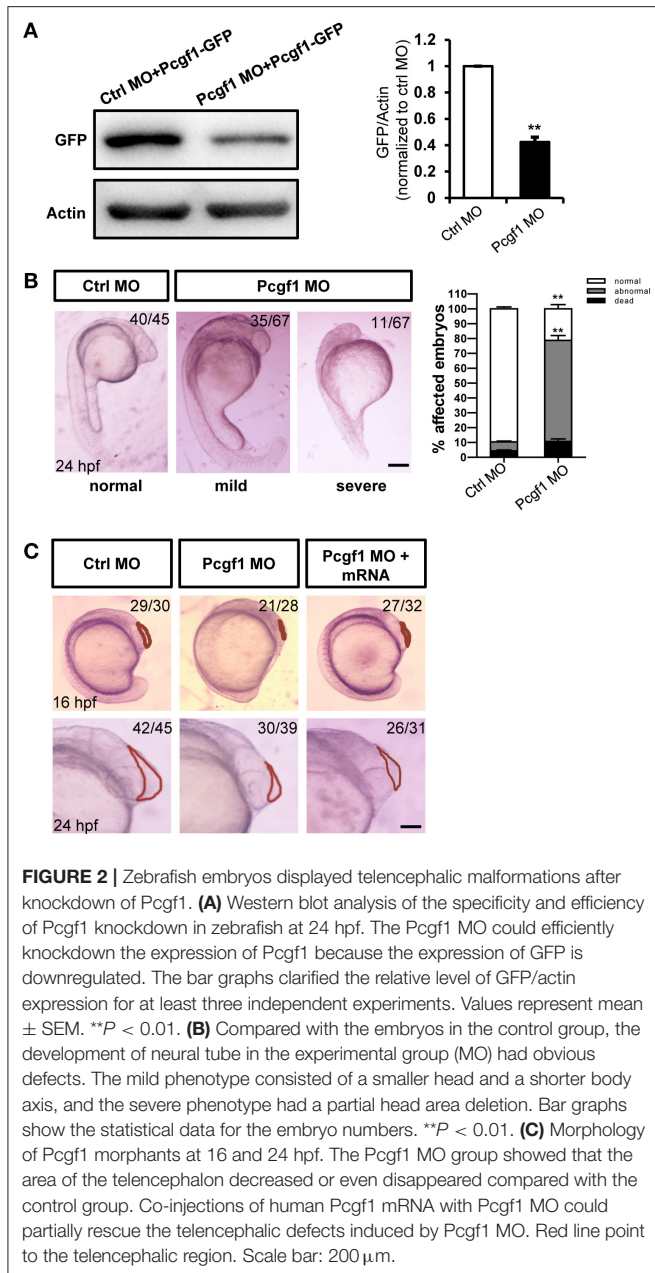 A
Ctrl MO+Pcgf1-GFP
Pcgf1 MO+Pcgf1-GFP
GFP
Actin
GFP/Actin
(normalized to ctrl MO)
1.2
1
0.8
0.6
0.4
0.2
0
**
Ctrl MO
Pcgf1 MO
B
Ctrl MO
Pcgf1 MO
40/45
35/67
11/67
24 hpf
normal
mild
severe
normal
abnormal
dead
% affected embryos
100
90
80
70
60
50
40
30
20
10
0
**
**
Ctrl MO
Pcgf1 MO
C
Ctrl MO
Pcgf1 MO
Pcgf1 MO +
mRNA
29/30
21/28
27/32
16 hpf
42/45
30/39
26/31
24 hpf
FIGURE 2 | Zebrafish embryos displayed telencephalic malformations after
knockdown of Pcgf1. (A) Western blot analysis of the specificity and efficiency
of Pcgf1 knockdown in zebrafish at 24 hpf. The Pcgf1 MO could efficiently
knockdown the expression of Pcgf1 because the expression of GFP is
downregulated. The bar graphs clarified the relative level of GFP/actin
expression for at least three independent experiments. Values represent mean
± SEM. **P < 0.01. (B) Compared with the embryos in the control group, the
development of neural tube in the experimental group (MO) had obvious
defects. The mild phenotype consisted of a smaller head and a shorter body
axis, and the severe phenotype had a partial head area deletion. Bar graphs
show the statistical data for the embryo numbers. **P < 0.01. (C) Morphology
of Pcgf1 morphants at 16 and 24 hpf. The Pcgf1 MO group showed that the
area of the telencephalon decreased or even disappeared compared with the
control group. Co-injections of human Pcgf1 mRNA with Pcgf1 MO could
partially rescue the telencephalic defects induced by Pcgf1 MO. Red line point
to the telencephalic region. Scale bar: 200 μm.